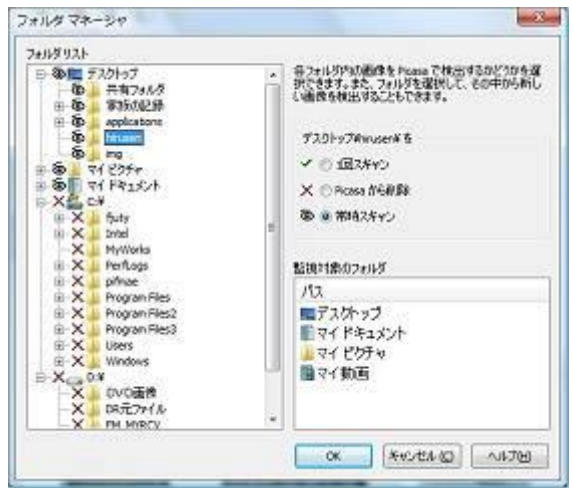 フォルダ マネージャ
フォルダリスト
デスクトップ
共有フォルダ
家族の記録
applications
hirusen
img
マイ ピクチャ
マイ ドキュメント
C:¥
fjuty
Intel
MyWorks
PerfLogs
Program Files
Program Files2
Program Files3
Users
Windows
D:¥
DVD画像
DR元ファイル
各フォルダ内の画像を Picasa で検出するかどうかを選
択できます。また、フォルダを選択して、その中から新し
い画像を検出することもできます。
デスクトップ¥hirusen¥ を
1回スキャン
Picasa から削除
常時スキャン
監視対象のフォルダ
パス
デスクトップ
マイ ドキュメント
マイ ピクチャ
マイ動画
OK
キャンセル(C)
ヘルプ(H)